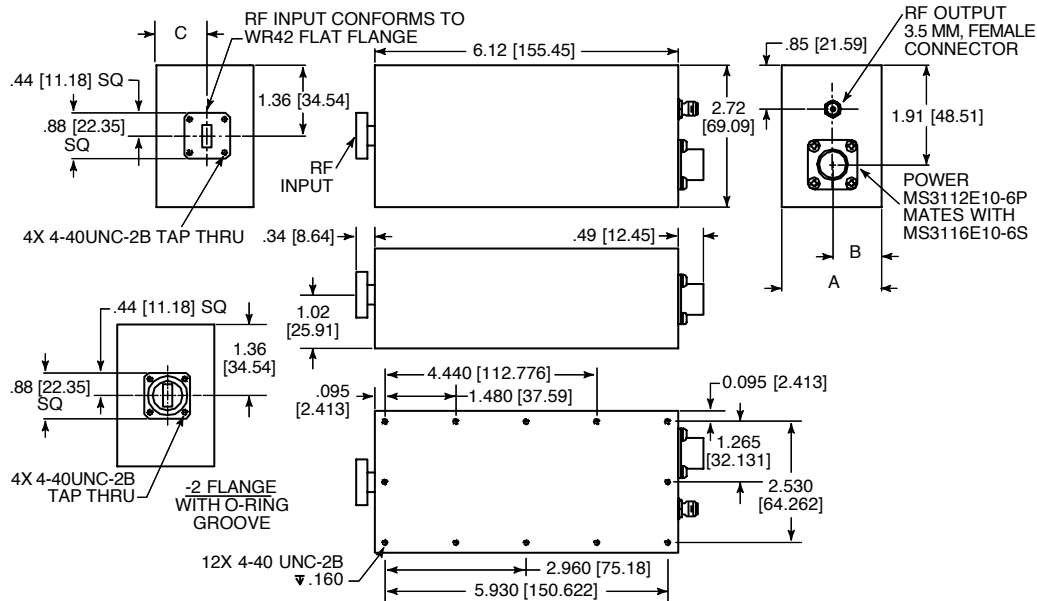 RF INPUT CONFORMS TO
WR42 FLAT FLANGE
C
.44 [11.18] SQ
.88 [22.35]
SQ
1.36 [34.54]
4X 4-40UNC-2B TAP THRU
6.12 [155.45]
2.72
[69.09]
RF
INPUT
.85 [21.59]
RF OUTPUT
3.5 MM, FEMALE
CONNECTOR
1.91 [48.51]
POWER
MS3112E10-6P
MATES WITH
MS3116E10-6S
B
A
.34 [8.64]
.49 [12.45]
1.02
[25.91]
.44 [11.18] SQ
1.36
[34.54]
.88 [22.35]
SQ
4X 4-40UNC-2B
TAP THRU
-2 FLANGE
WITH O-RING
GROOVE
.095
[2.413]
4.440 [112.776]
1.480 [37.59]
0.095 [2.413]
1.265
[32.131]
2.530
[64.262]
12X 4-40 UNC-2B
↧ .160
2.960 [75.18]
5.930 [150.622]